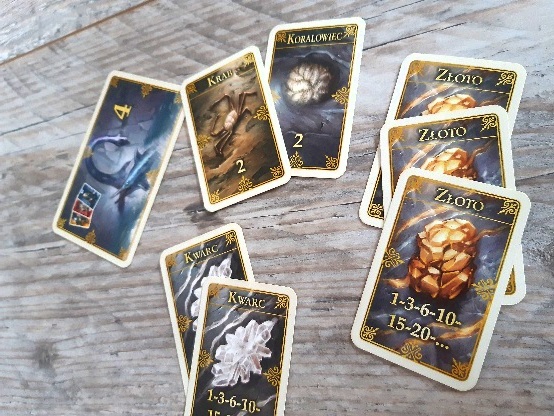 4
KRAB
2
KORALOWIEC
2
ZŁOTO
ZŁOTO
ZŁOTO
1-3-6-10-
15-20-...
KWARC
KWARC
1-3-6-10-